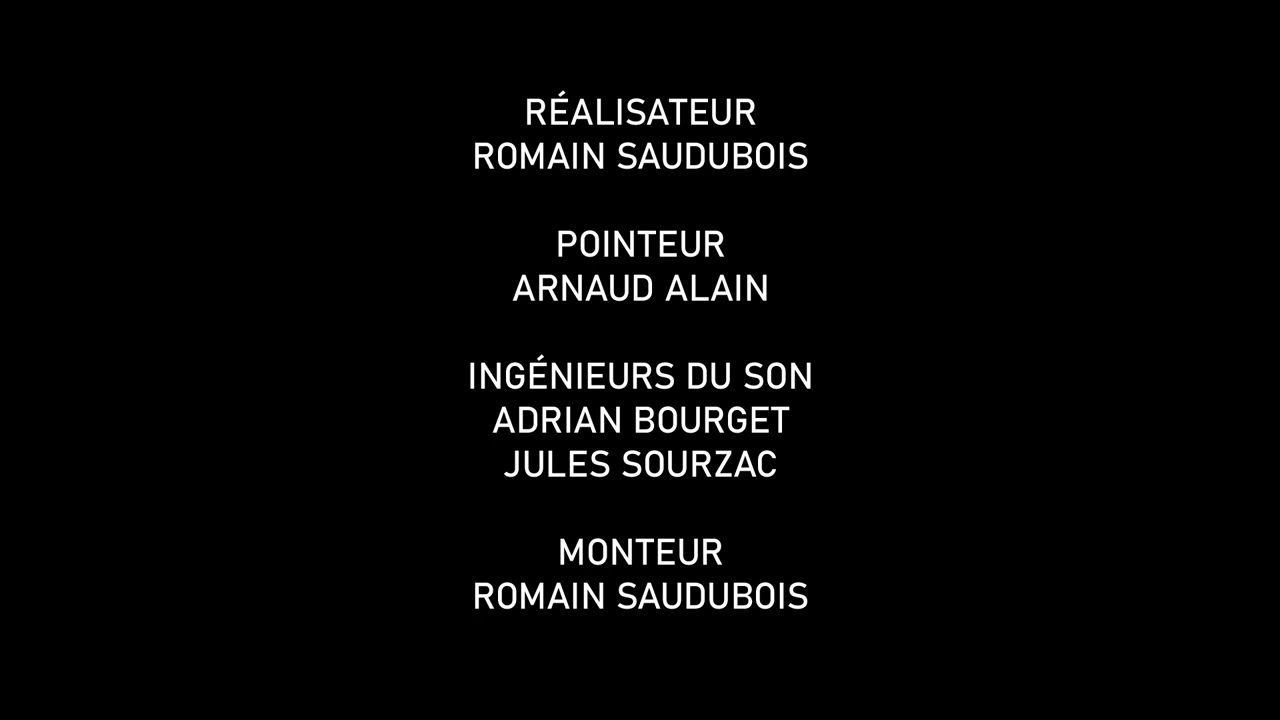 RÉALISATEUR
ROMAIN SAUDUBOIS
POINTEUR
ARNAUD ALAIN
INGÉNIEURS DU SON
ADRIAN BOURGET
JULES SOURZAC
MONTEUR
ROMAIN SAUDUBOIS